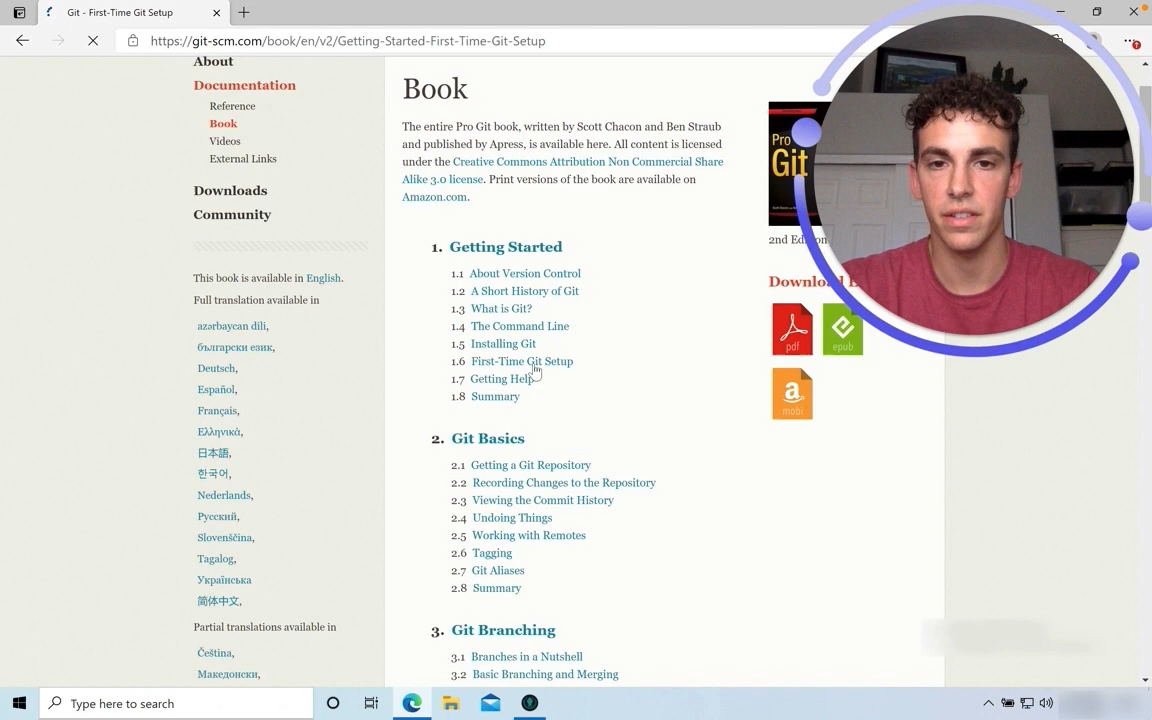 Git - First-Time Git Setup
https://git-scm.com/book/en/v2/Getting-Started-First-Time-Git-Setup
About
Documentation
Reference
Book
Videos
External Links
Downloads
Community
This book is available in English.
Full translation available in
azərbaycan dili,
български език,
Deutsch,
Español,
Français,
Ελληνικά,
日本語,
한국어,
Nederlands,
Русский,
Slovenščina,
Tagalog,
Українська
简体中文,
Partial translations available in
Čeština,
Македонски,
Book
The entire Pro Git book, written by Scott Chacon and Ben Straub
and published by Apress, is available here. All content is licensed
under the Creative Commons Attribution Non Commercial Share
Alike 3.0 license. Print versions of the book are available on
Amazon.com.
1. Getting Started
1.1 About Version Control
1.2 A Short History of Git
1.3 What is Git?
1.4 The Command Line
1.5 Installing Git
1.6 First-Time Git Setup
1.7 Getting Help
1.8 Summary
2. Git Basics
2.1 Getting a Git Repository
2.2 Recording Changes to the Repository
2.3 Viewing the Commit History
2.4 Undoing Things
2.5 Working with Remotes
2.6 Tagging
2.7 Git Aliases
2.8 Summary
3. Git Branching
3.1 Branches in a Nutshell
3.2 Basic Branching and Merging
Pro
Git
2nd Edition
Download
pdf
epub
a
mobi
Type here to search